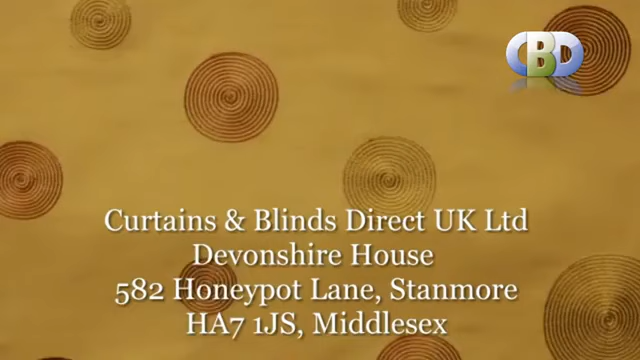 CBD
Curtains & Blinds Direct UK Ltd
Devonshire House
582 Honeypot Lane, Stanmore
HA7 1JS, Middlesex